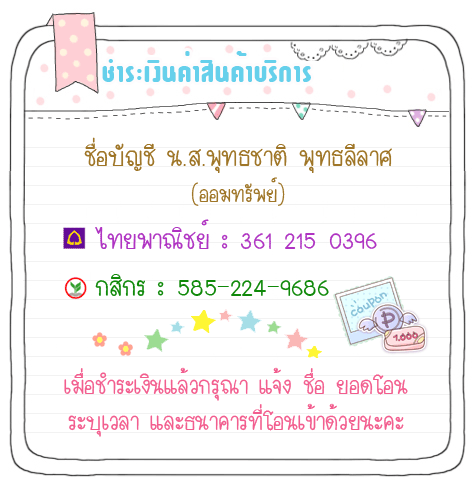 ชำระเงินค่าสินค้าบริการ
ชื่อบัญชี น.ส.พุทธชาติ พุทธลีลาศ
(ออมทรัพย์)
ไทยพาณิชย์ : 361 215 0396
กสิกร : 585-224-9686
coupon
1,000
เมื่อชำระเงินแล้วกรุณา แจ้ง ชื่อ ยอดโอน
ระบุเวลา และธนาคารที่โอนเข้าด้วยนะคะ